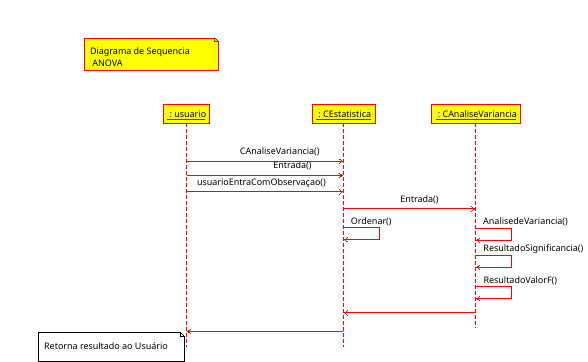 Diagrama de Sequencia
ANOVA
: usuario
: CEstatistica
: CAnaliseVariancia
CAnaliseVariancia()
Entrada()
usuarioEntraComObservaçao()
Entrada()
Ordenar()
AnalisedeVariancia()
ResultadoSignificancia()
ResultadoValorF()
Retorna resultado ao Usuário